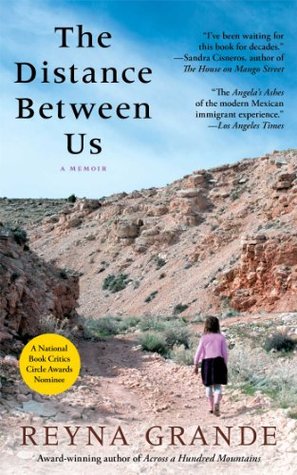 The
Distance
Between
Us
A MEMOIR
"I've been waiting for
this book for decades."
—Sandra Cisneros, author of
The House on Mango Street
"The Angela's Ashes
of the modern Mexican
immigrant experience."
—Los Angeles Times
A National
Book Critics
Circle Awards
Nominee
REYNA GRANDE
Award-winning author of Across a Hundred Mountains